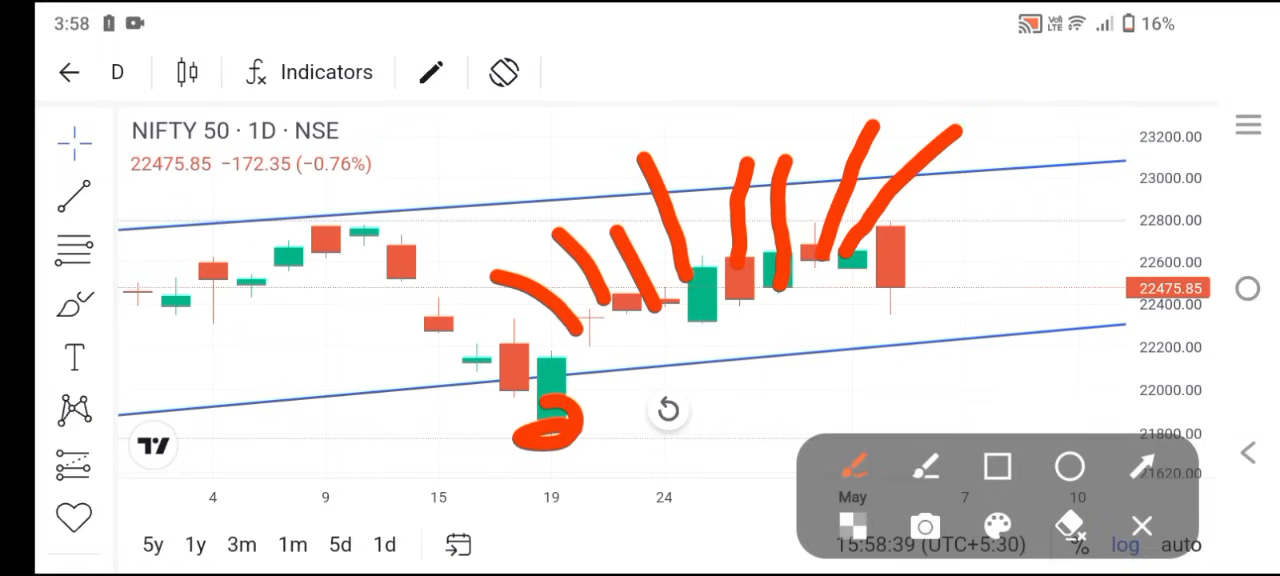 3:58 Vo) LTE 16%
D Indicators
NIFTY 50 · 1D · NSE
22475.85 −172.35 (−0.76%)
23200.00
23000.00
22800.00
22600.00
22475.85
22400.00
22200.00
22000.00
21800.00
21620.00
4 9 15 19 24 May 7 10
5y 1y 3m 1m 5d 1d 15:58:39 (UTC+5:30) % log auto